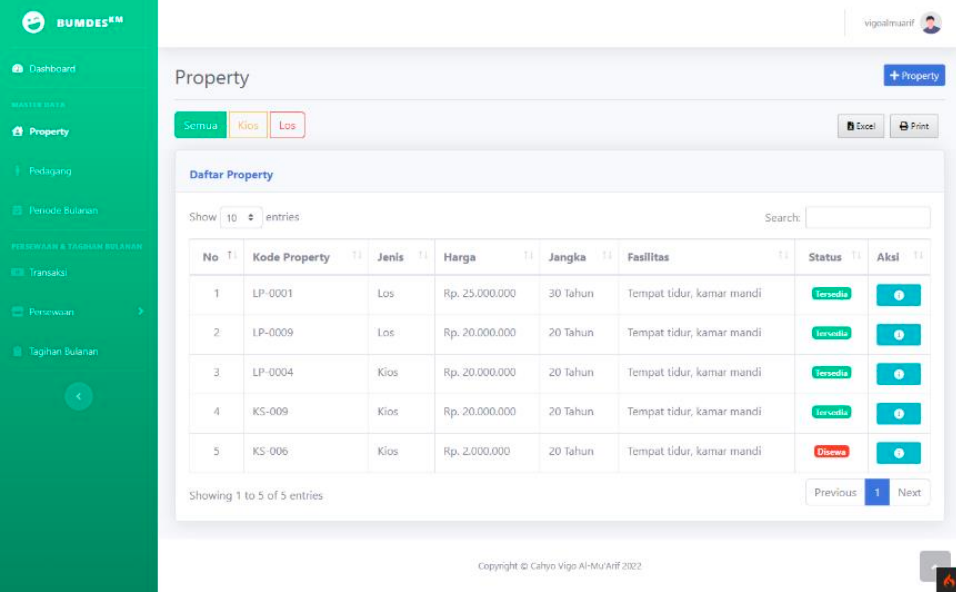 BUMDESKM
vigoalmuarif
Dashboard
MASTER DATA
Property
Pedagang
Periode Bulanan
PERSEWAAN & TAGIHAN BULANAN
Transaksi
Persewaan
Tagihan Bulanan
Property
+ Property
Semua Kios Los
Excel Print
Daftar Property
Show 10 entries
Search:
No Kode Property Jenis Harga Jangka Fasilitas Status Aksi
1 LP-0001 Los Rp. 25.000.000 30 Tahun Tempat tidur, kamar mandi Tersedia
2 LP-0009 Los Rp. 20.000.000 20 Tahun Tempat tidur, kamar mandi Tersedia
3 LP-0004 Kios Rp. 20.000.000 20 Tahun Tempat tidur, kamar mandi Tersedia
4 KS-009 Kios Rp. 20.000.000 20 Tahun Tempat tidur, kamar mandi Tersedia
5 KS-006 Kios Rp. 2.000.000 20 Tahun Tempat tidur, kamar mandi Disewa
Showing 1 to 5 of 5 entries
Previous 1 Next
Copyright © Cahyo Vigo Al-Mu'Arif 2022